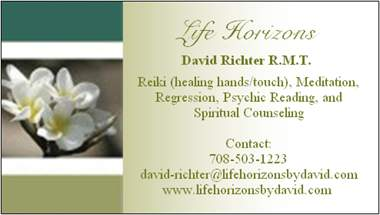 Life Horizons
David Richter R.M.T.
Reiki (healing hands/touch), Meditation,
Regression, Psychic Reading, and
Spiritual Counseling
Contact:
708-503-1223
david-richter@lifehorizonsbydavid.com
www.lifehorizonsbydavid.com